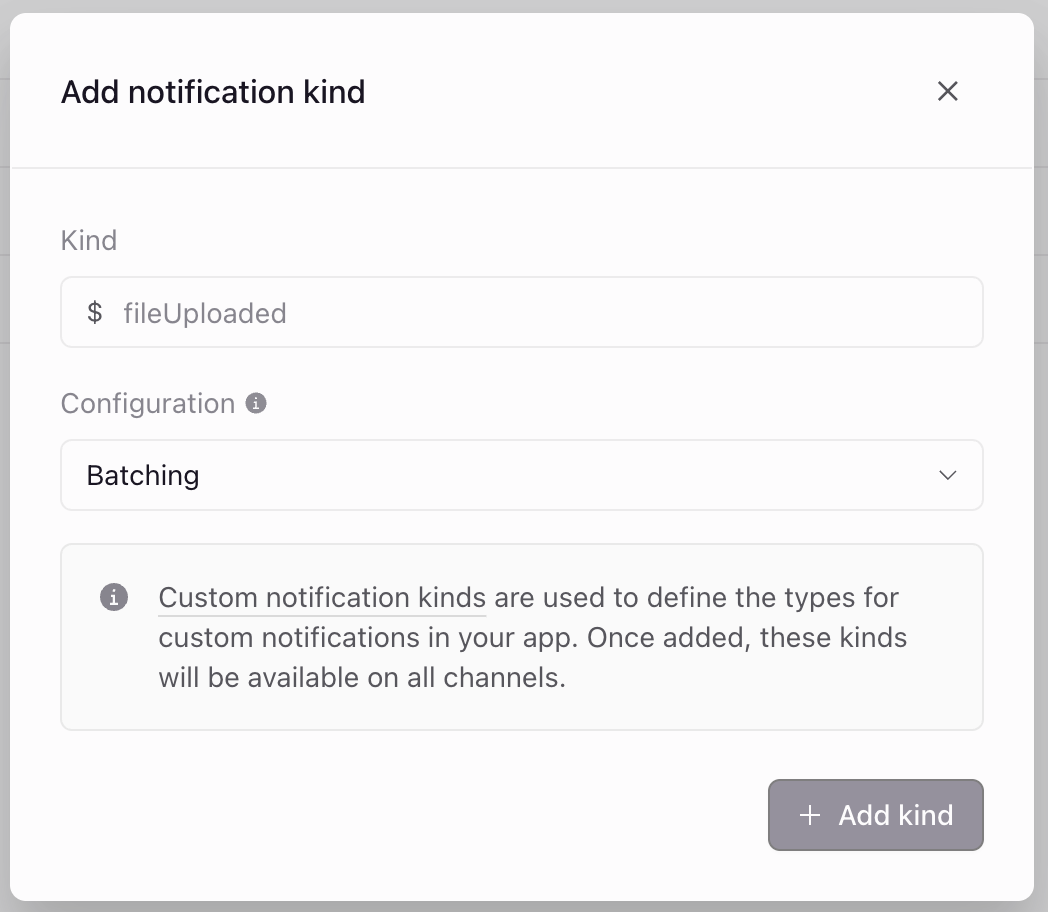 Add notification kind
Kind
$ fileUploaded
Configuration
Batching
Custom notification kinds are used to define the types for
custom notifications in your app. Once added, these kinds
will be available on all channels.
+ Add kind